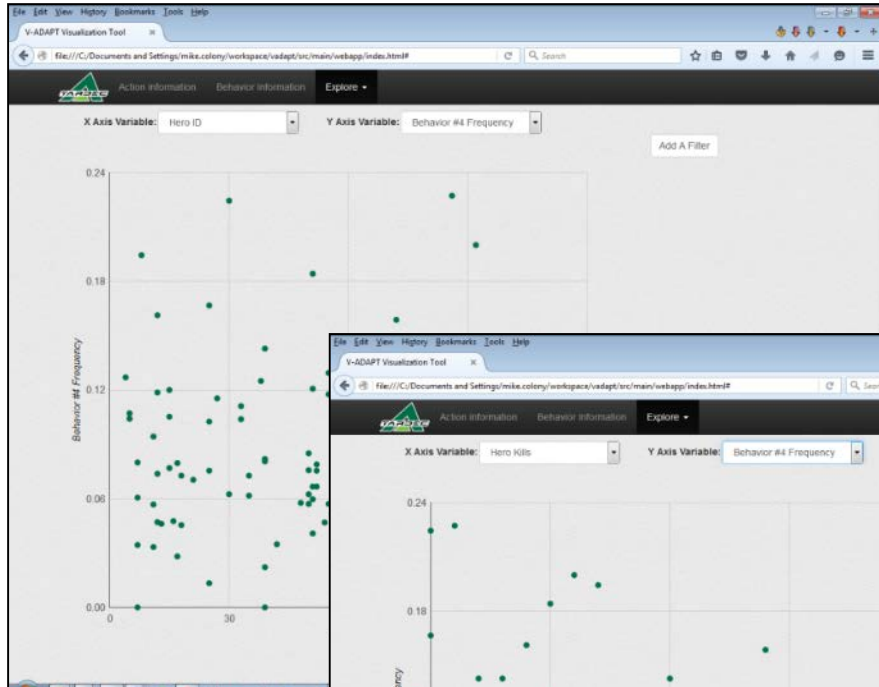 File Edit View History Bookmarks Tools Help
V-ADAPT Visualization Tool ×
file:///C:/Documents and Settings/mike.colony/workspace/vadapt/src/main/webapp/index.html#
Search
TARDEC Action Information Behavior Information Explore
X Axis Variable: Hero ID Y Axis Variable: Behavior #4 Frequency
Add A Filter
0.24
0.18
0.12
0.06
0.00
Behavior #4 Frequency
0 30
File Edit View History Bookmarks Tools Help
V-ADAPT Visualization Tool ×
file:///C:/Documents and Settings/mike.colony/workspace/vadapt/src/main/webapp/index.html#
TARDEC Action Information Behavior Information Explore
X Axis Variable: Hero Kills Y Axis Variable: Behavior #4 Frequency
0.24
0.18